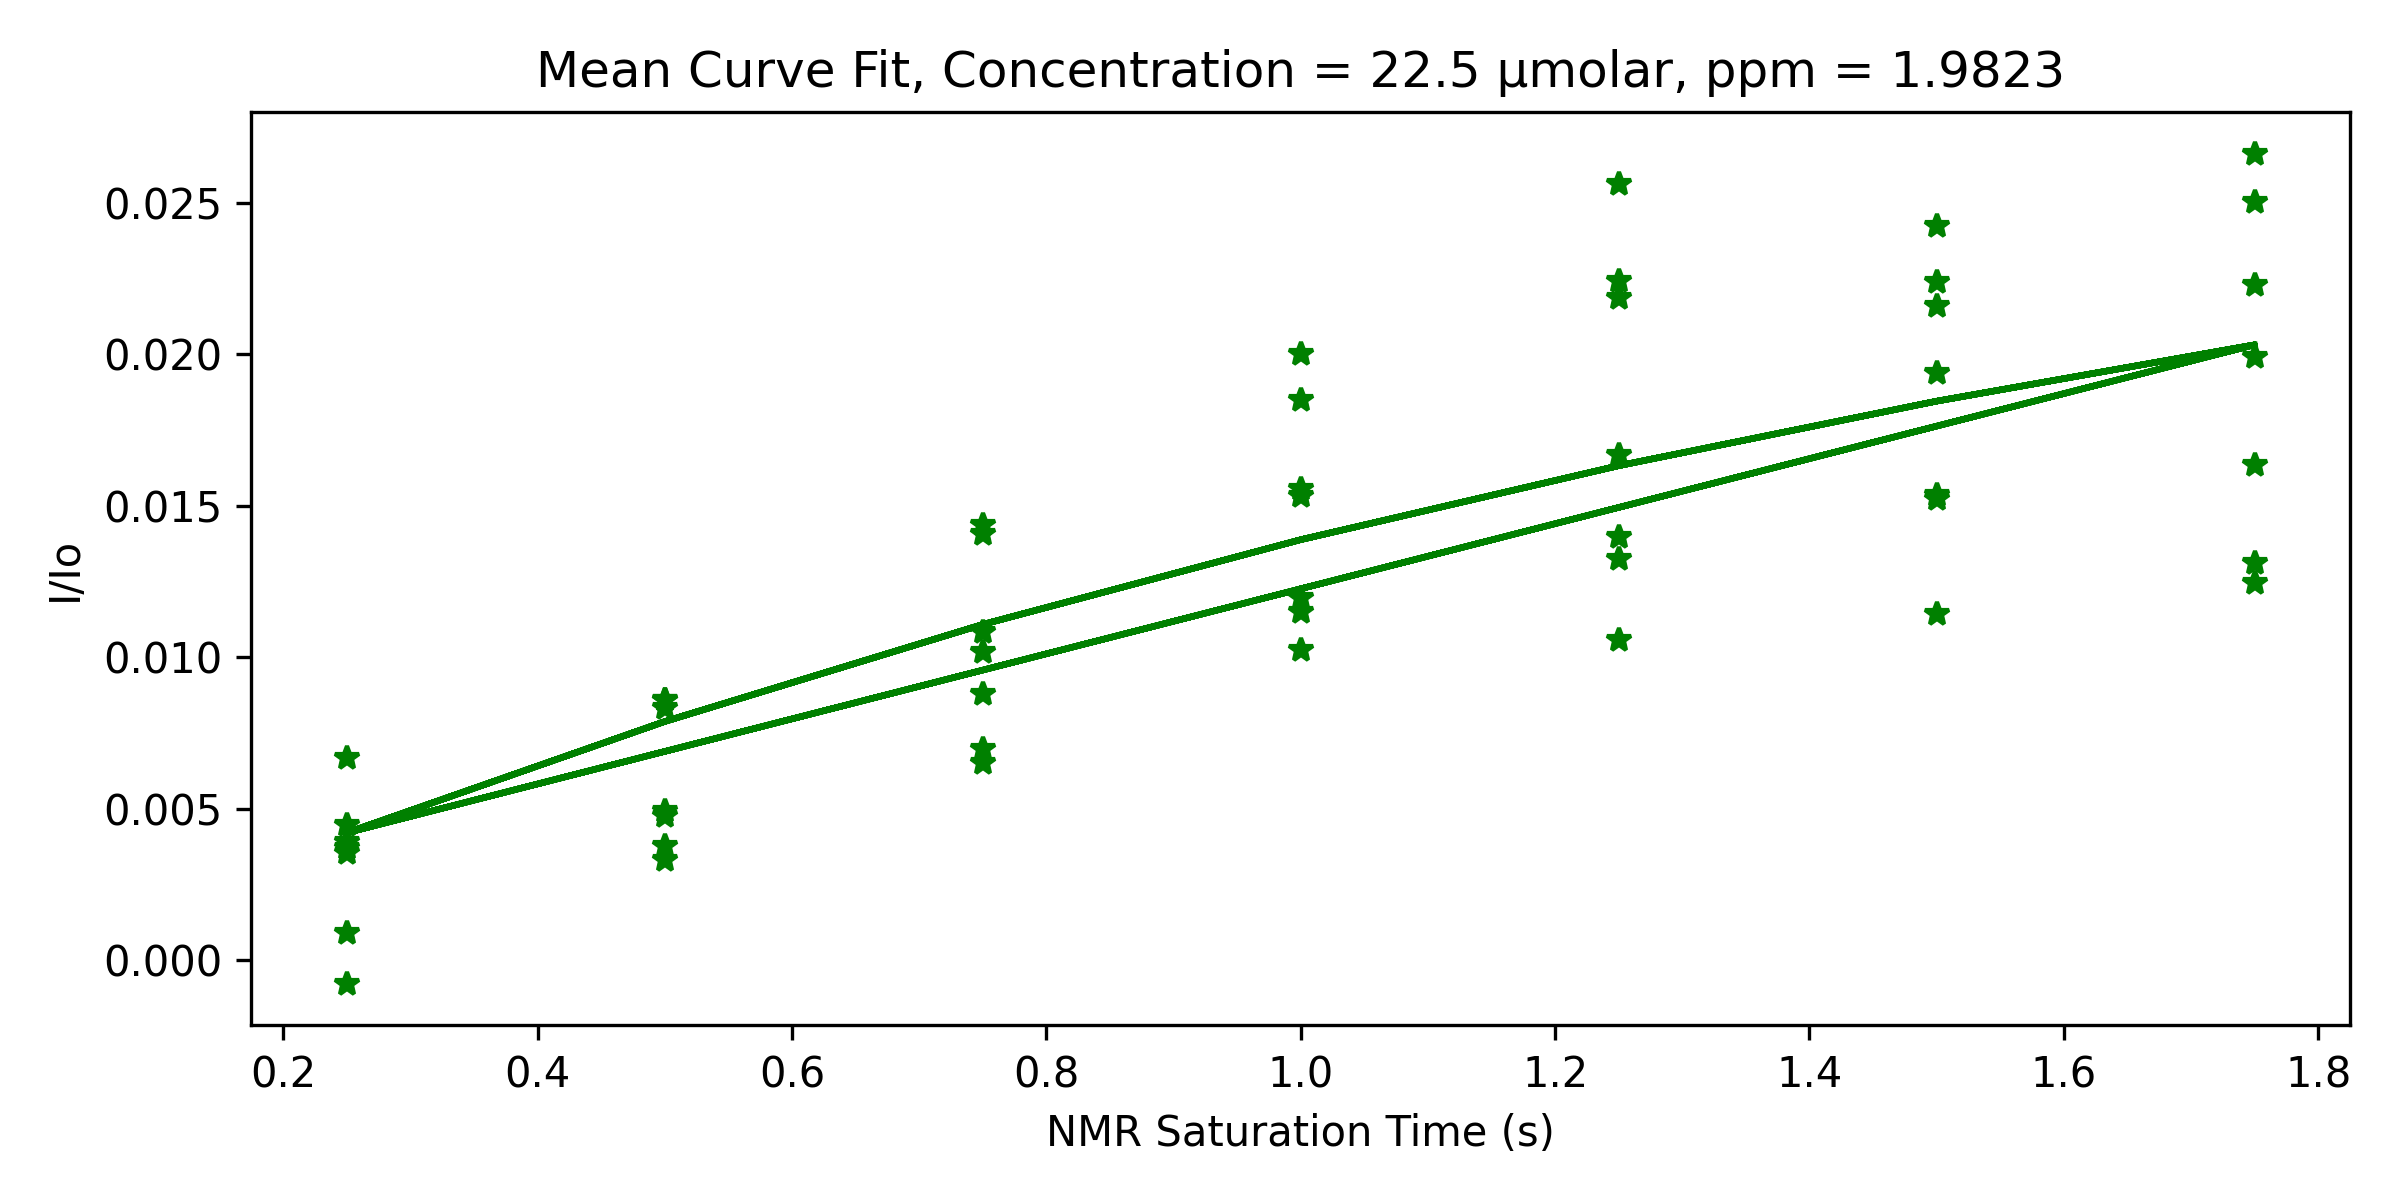 Mean Curve Fit, Concentration = 22.5 µmolar, ppm = 1.9823
0.025
0.020
0.015
0.010
0.005
0.000
I/Io
0.2 0.4 0.6 0.8 1.0 1.2 1.4 1.6 1.8
NMR Saturation Time (s)